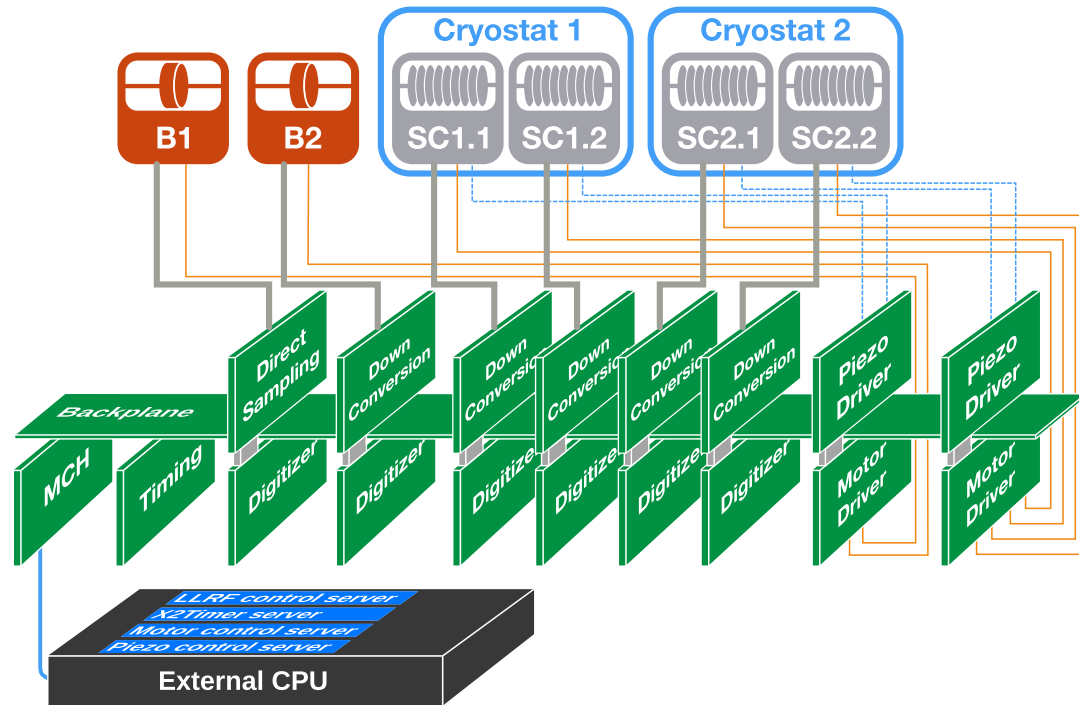 Cryostat 1
Cryostat 2
B1
B2
SC1.1
SC1.2
SC2.1
SC2.2
Backplane
Direct
Sampling
Down
Conversion
Down
Conversion
Down
Conversion
Down
Conversion
Down
Conversion
Piezo
Driver
Piezo
Driver
MCH
Timing
Digitizer
Digitizer
Digitizer
Digitizer
Digitizer
Digitizer
Motor
Driver
Motor
Driver
LLRF control server
X2Timer server
Motor control server
Piezo control server
External CPU